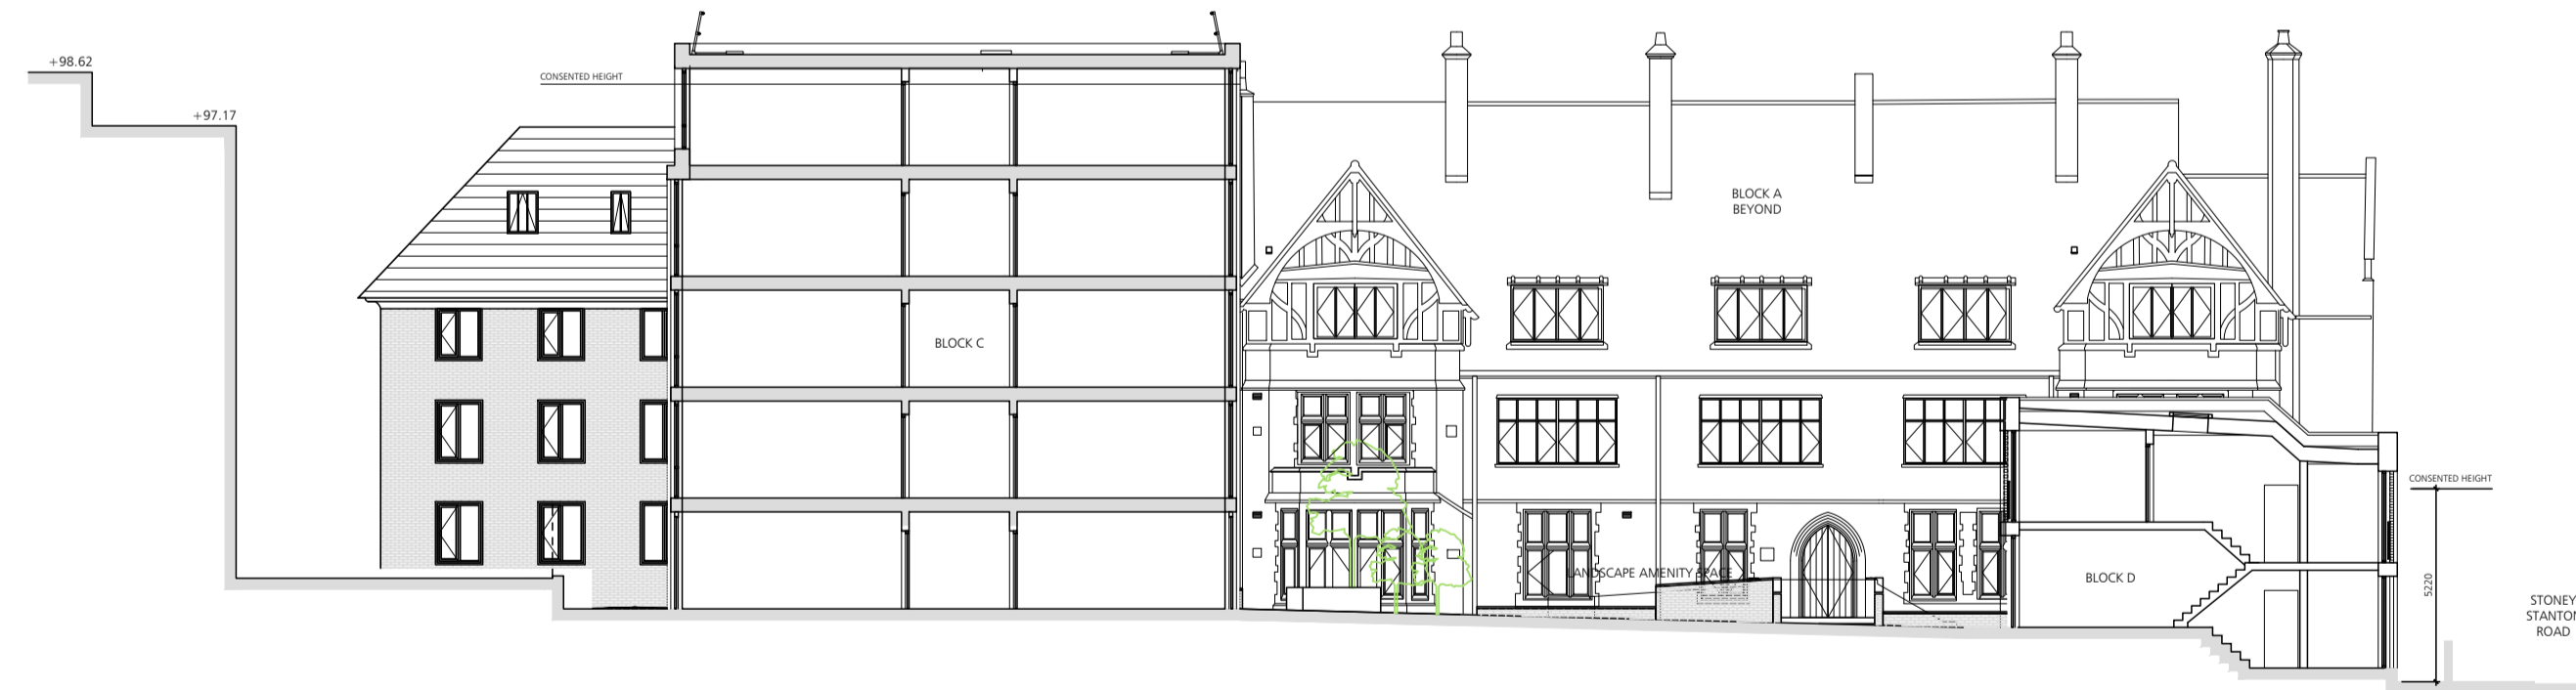 +98.62
+97.17
CONSENTED HEIGHT
BLOCK C
BLOCK A
BEYOND
LANDSCAPE AMENITY SPACE
BLOCK D
CONSENTED HEIGHT
5220
STONEY
STANTON
ROAD